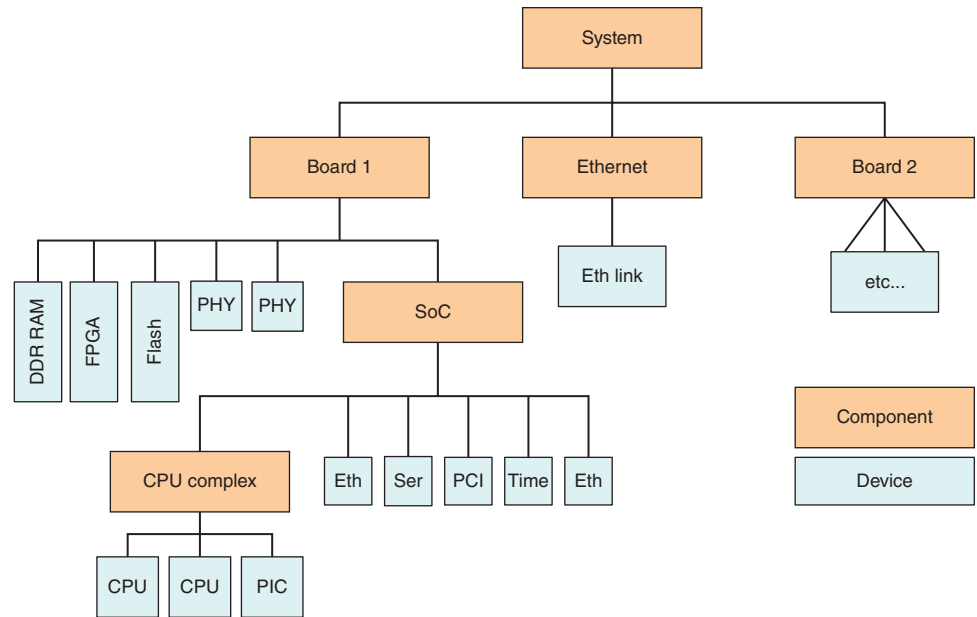 System
Board 1
Ethernet
Board 2
DDR RAM
FPGA
Flash
PHY
PHY
SoC
Eth link
etc...
Component
Device
CPU complex
Eth
Ser
PCI
Time
Eth
CPU
CPU
PIC